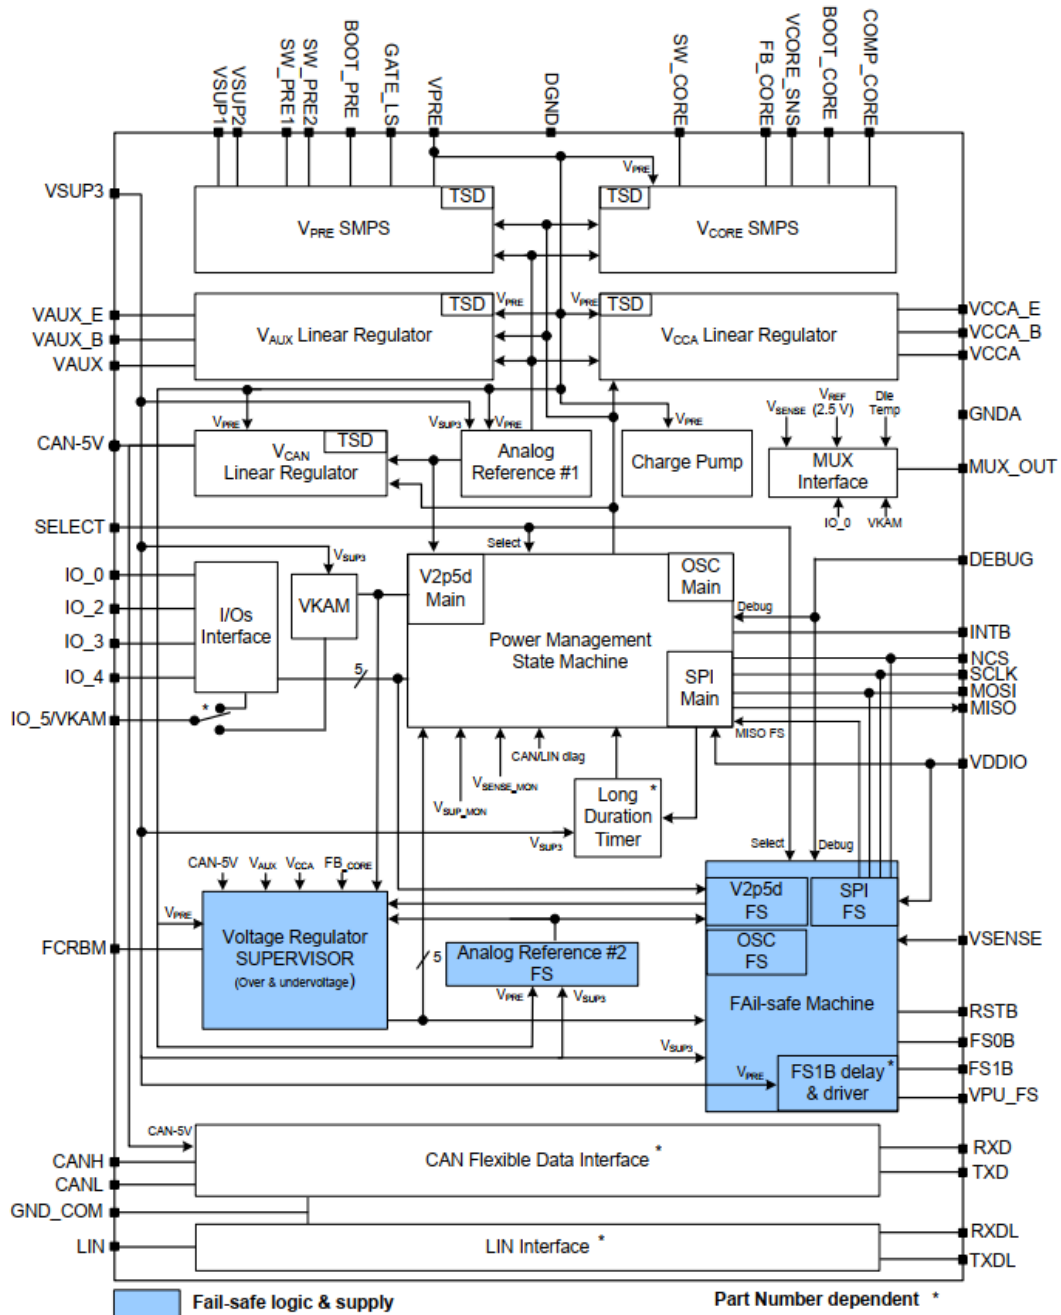 VSUP1
VSUP2
SW_PRE1
SW_PRE2
BOOT_PRE
GATE_LS
VPRE
DGND
SW_CORE
FB_CORE
VCORE_SNS
BOOT_CORE
COMP_CORE
VSUP3
VPRE
TSD
TSD
VPRE SMPS
VCORE SMPS
VAUX_E
VAUX_B
VAUX
TSD
VPRE
VPRE
TSD
VAUX Linear Regulator
VCCA Linear Regulator
VCCA_E
VCCA_B
VCCA
VPRE
VSUP3
VPRE
VPRE
VSENSE
VREF
(2.5 V)
Die
Temp
GNDA
CAN-5V
TSD
VCAN
Linear Regulator
Analog
Reference #1
Charge Pump
MUX
Interface
MUX_OUT
IO_0
VKAM
SELECT
Select
VSUP3
DEBUG
IO_0
IO_2
IO_3
IO_4
IO_5/VKAM
I/Os
Interface
*
VKAM
5
V2p5d
Main
OSC
Main
Power Management
State Machine
SPI
Main
Debug
INTB
NCS
SCLK
MOSI
MISO
MISO FS
VDDIO
CAN/LIN diag
VSENSE_MON
VSUP_MON
Long *
Duration
Timer
VSUP3
Select
Debug
CAN-5V
VAUX
VCCA
FB_CORE
VPRE
FCRBM
Voltage Regulator
SUPERVISOR
(Over & undervoltage)
5
Analog Reference #2
FS
VPRE
VSUP3
V2p5d
FS
SPI
FS
OSC
FS
FAil-safe Machine
VSENSE
RSTB
FS0B
FS1B
VPU_FS
VSUP3
VPRE
FS1B delay *
& driver
CAN-5V
CANH
CANL
GND_COM
LIN
CAN Flexible Data Interface *
RXD
TXD
LIN Interface *
RXDL
TXDL
Fail-safe logic & supply
Part Number dependent *